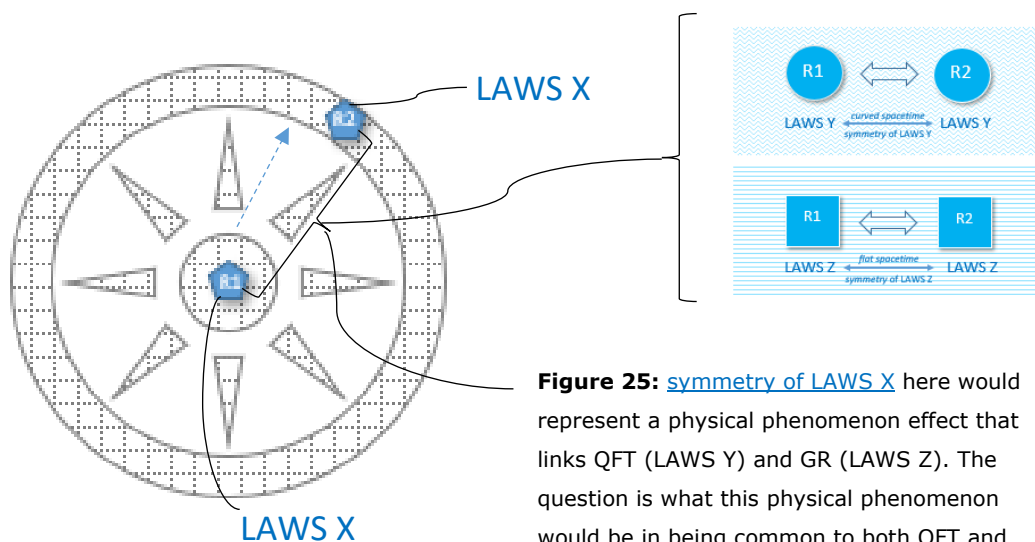 LAWS X
R2
R1
LAWS X
R1
R2
LAWS Y
curved spacetime
symmetry of LAWS Y
LAWS Y
R1
R2
LAWS Z
flat spacetime
symmetry of LAWS Z
LAWS Z
Figure 25: symmetry of LAWS X here would
represent a physical phenomenon effect that
links QFT (LAWS Y) and GR (LAWS Z). The
question is what this physical phenomenon
would be in being common to both QFT and